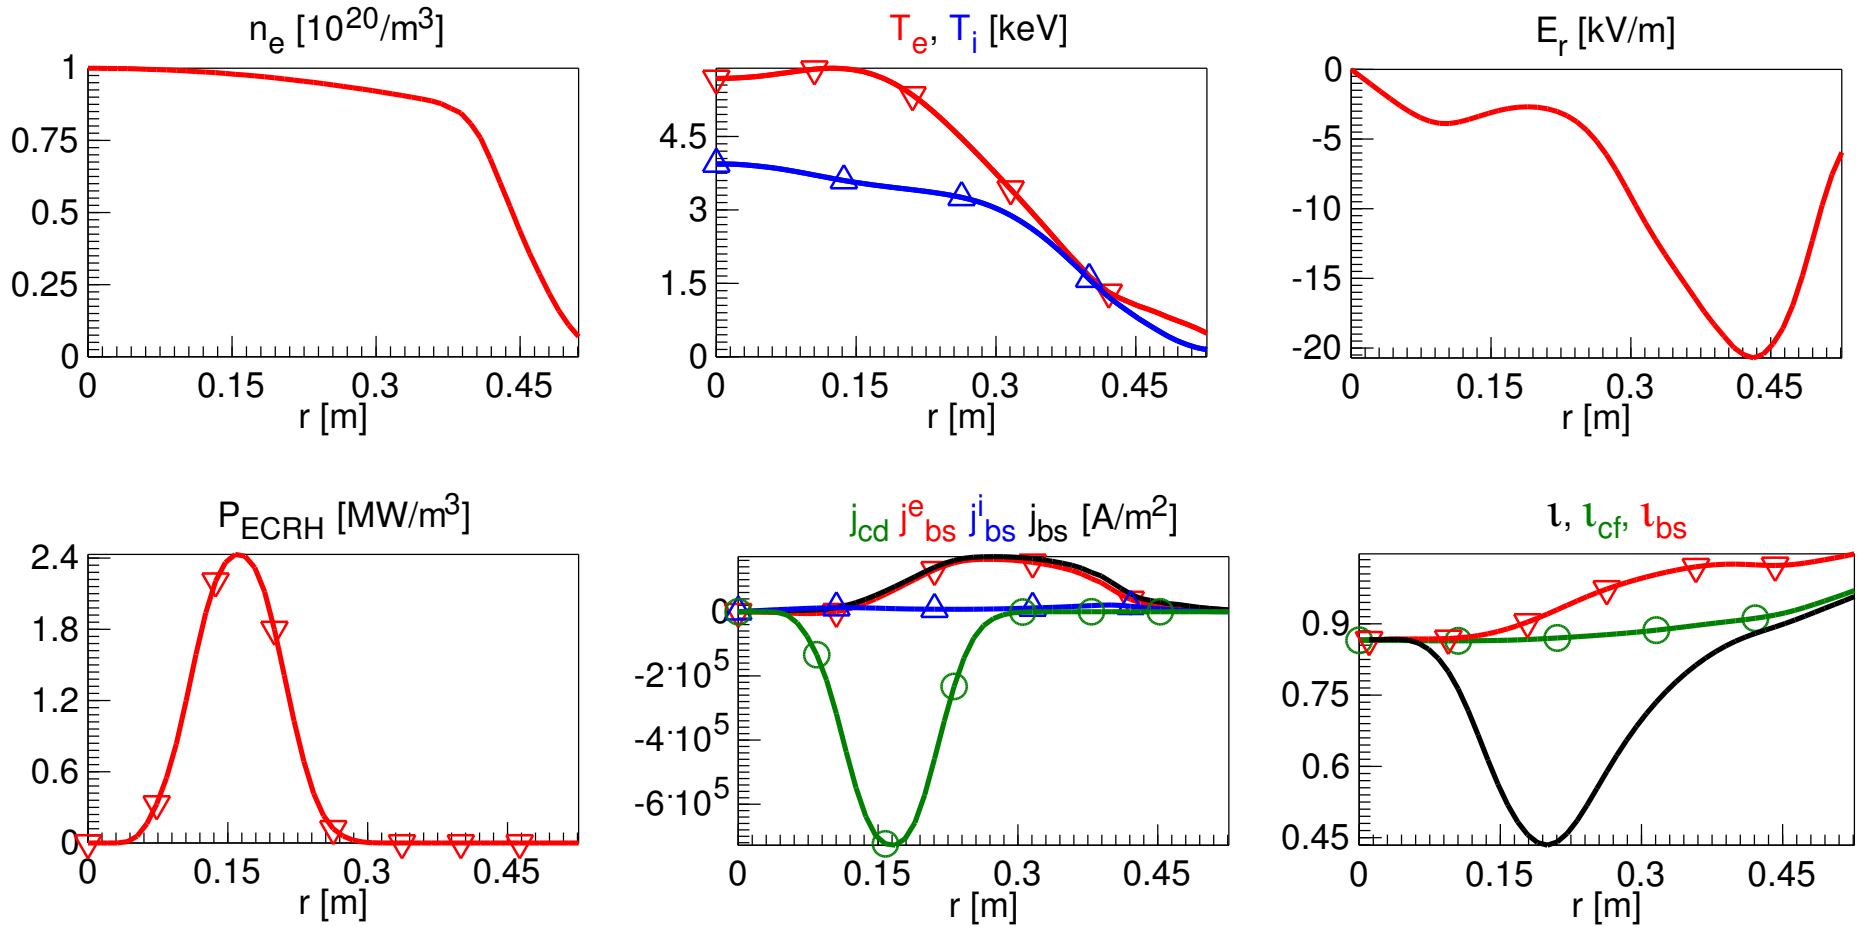 n_e [10^20/m^3]
1
0.75
0.5
0.25
0
0 0.15 0.3 0.45
r [m]
T_e, T_i [keV]
4.5
3
1.5
0
0 0.15 0.3 0.45
r [m]
E_r [kV/m]
0
-5
-10
-15
-20
0 0.15 0.3 0.45
r [m]
P_ECRH [MW/m^3]
2.4
1.8
1.2
0.6
0
0 0.15 0.3 0.45
r [m]
j_cd j^e_bs j^i_bs j_bs [A/m^2]
0
-2·10^5
-4·10^5
-6·10^5
0 0.15 0.3 0.45
r [m]
ι, ι_cf, ι_bs
0.9
0.75
0.6
0.45
0 0.15 0.3 0.45
r [m]